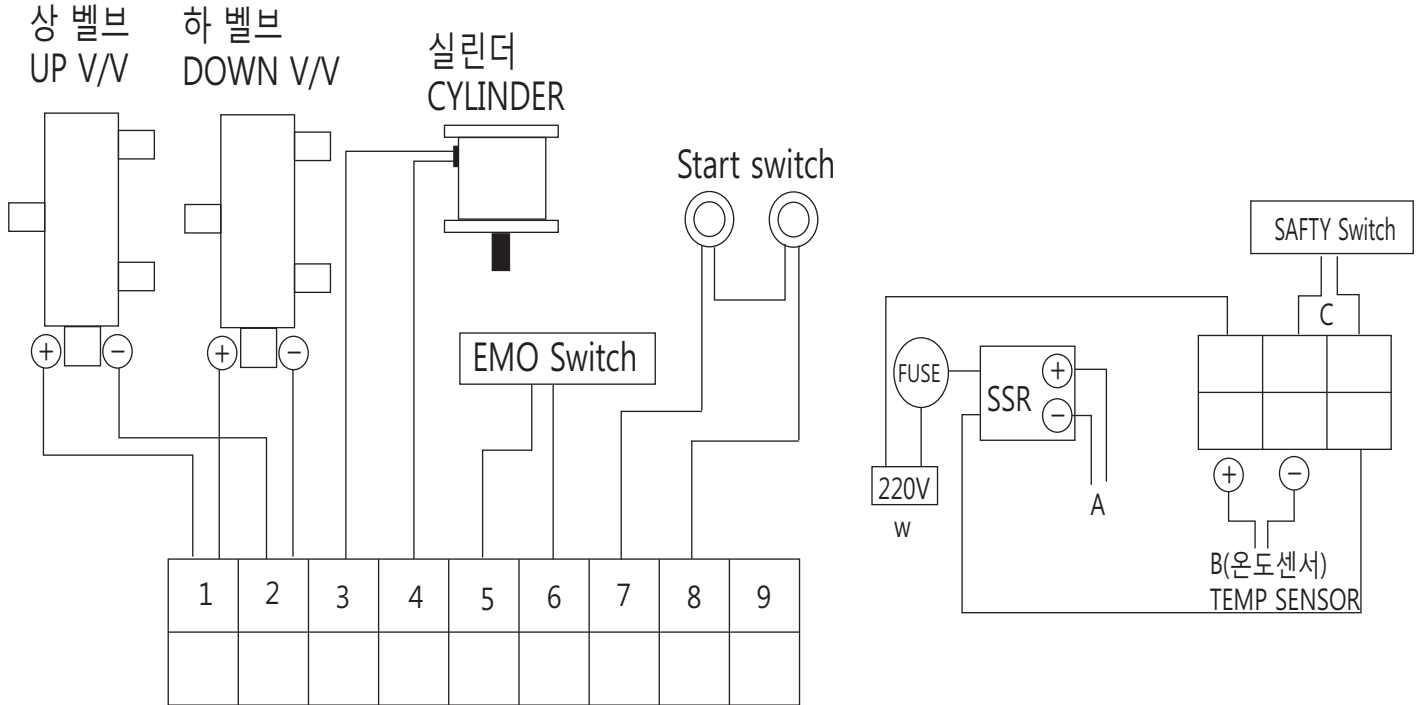 상 벨브
UP V/V
하 벨브
DOWN V/V
실린더
CYLINDER
Start switch
SAFTY Switch
C
+
−
+
−
EMO Switch
FUSE
SSR
+
−
220V
W
A
+
−
B(온도센서)
TEMP SENSOR
1 2 3 4 5 6 7 8 9